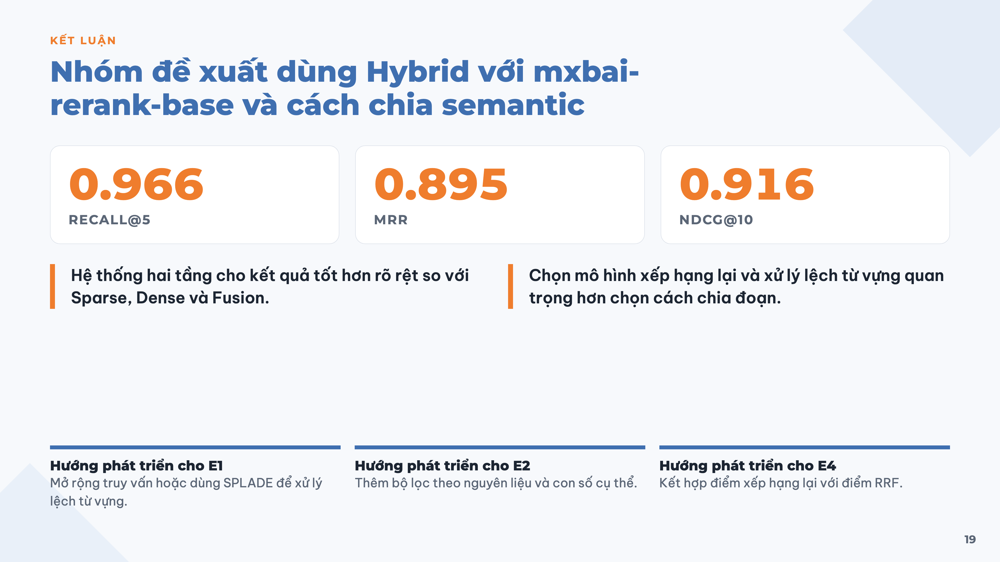 KẾT LUẬN
Nhóm đề xuất dùng Hybrid với mxbai-
rerank-base và cách chia semantic
0.966
RECALL@5
0.895
MRR
0.916
NDCG@10
Hệ thống hai tầng cho kết quả tốt hơn rõ rệt so với
Sparse, Dense và Fusion.
Chọn mô hình xếp hạng lại và xử lý lệch từ vựng quan
trọng hơn chọn cách chia đoạn.
Hướng phát triển cho E1
Mở rộng truy vấn hoặc dùng SPLADE để xử lý
lệch từ vựng.
Hướng phát triển cho E2
Thêm bộ lọc theo nguyên liệu và con số cụ thể.
Hướng phát triển cho E4
Kết hợp điểm xếp hạng lại với điểm RRF.
19